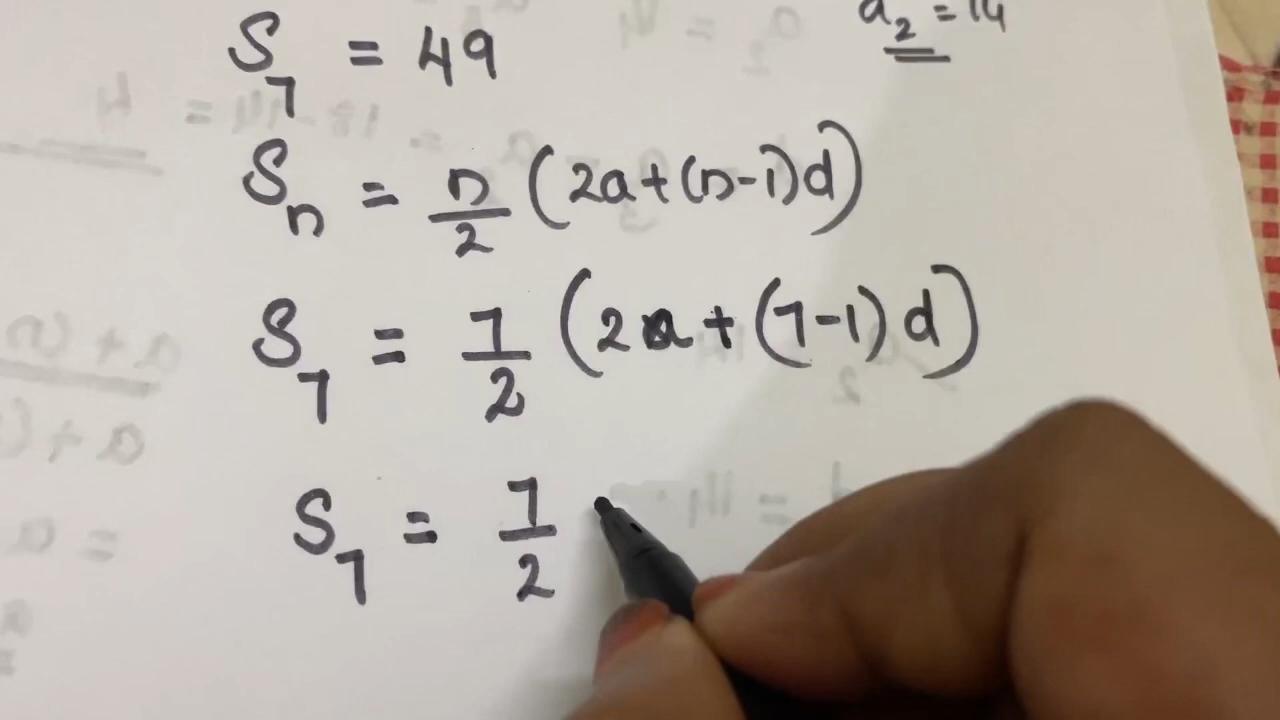 a₂ = 14
S₇ = 49
Sₙ = n/2 (2a+(n-1)d)
S₇ = 7/2 (2a + (7-1)d)
S₇ = 7/2